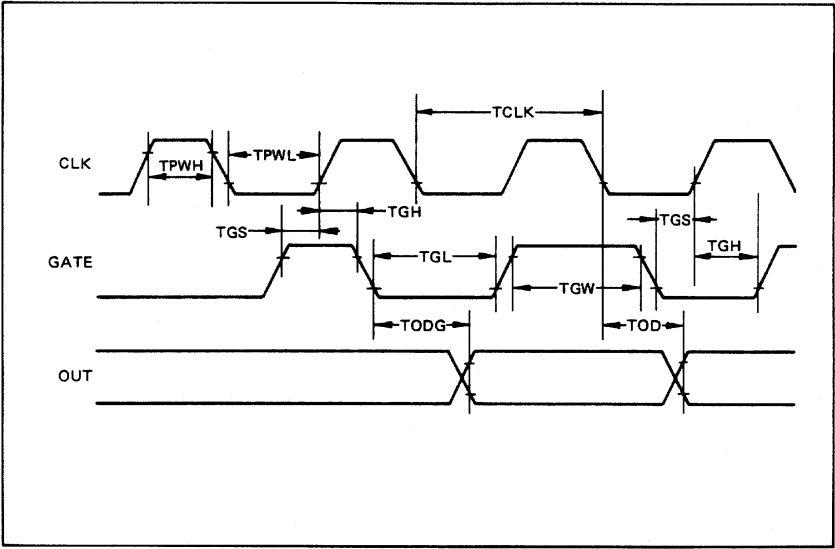 TCLK
CLK
TPWH
TPWL
TGH
TGS
TGS
TGH
GATE
TGL
TGW
TODG
TOD
OUT